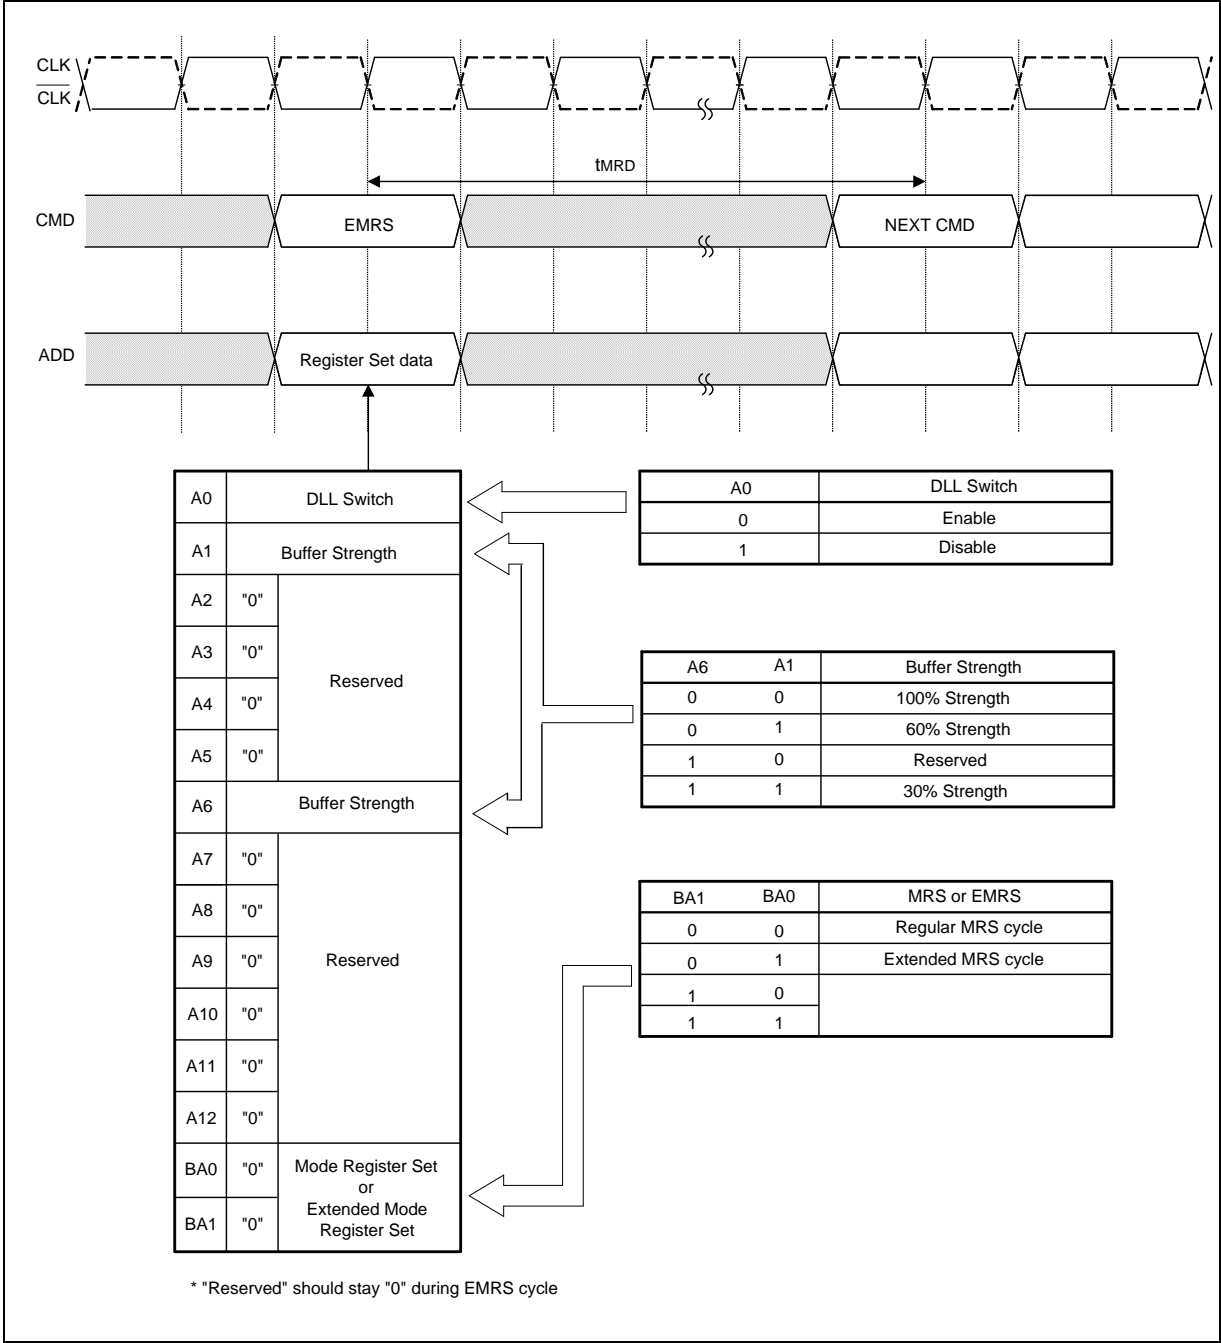 CLK
CLK
tMRD
CMD
EMRS
NEXT CMD
ADD
Register Set data
A0 DLL Switch
A1 Buffer Strength
A2 "0"
A3 "0"
Reserved
A4 "0"
A5 "0"
A6 Buffer Strength
A7 "0"
A8 "0"
A9 "0" Reserved
A10 "0"
A11 "0"
A12 "0"
BA0 "0" Mode Register Set
or
Extended Mode
BA1 "0" Register Set
A0 DLL Switch
0 Enable
1 Disable
A6 A1 Buffer Strength
0 0 100% Strength
0 1 60% Strength
1 0 Reserved
1 1 30% Strength
BA1 BA0 MRS or EMRS
0 0 Regular MRS cycle
0 1 Extended MRS cycle
1 0
1 1
* "Reserved" should stay "0" during EMRS cycle